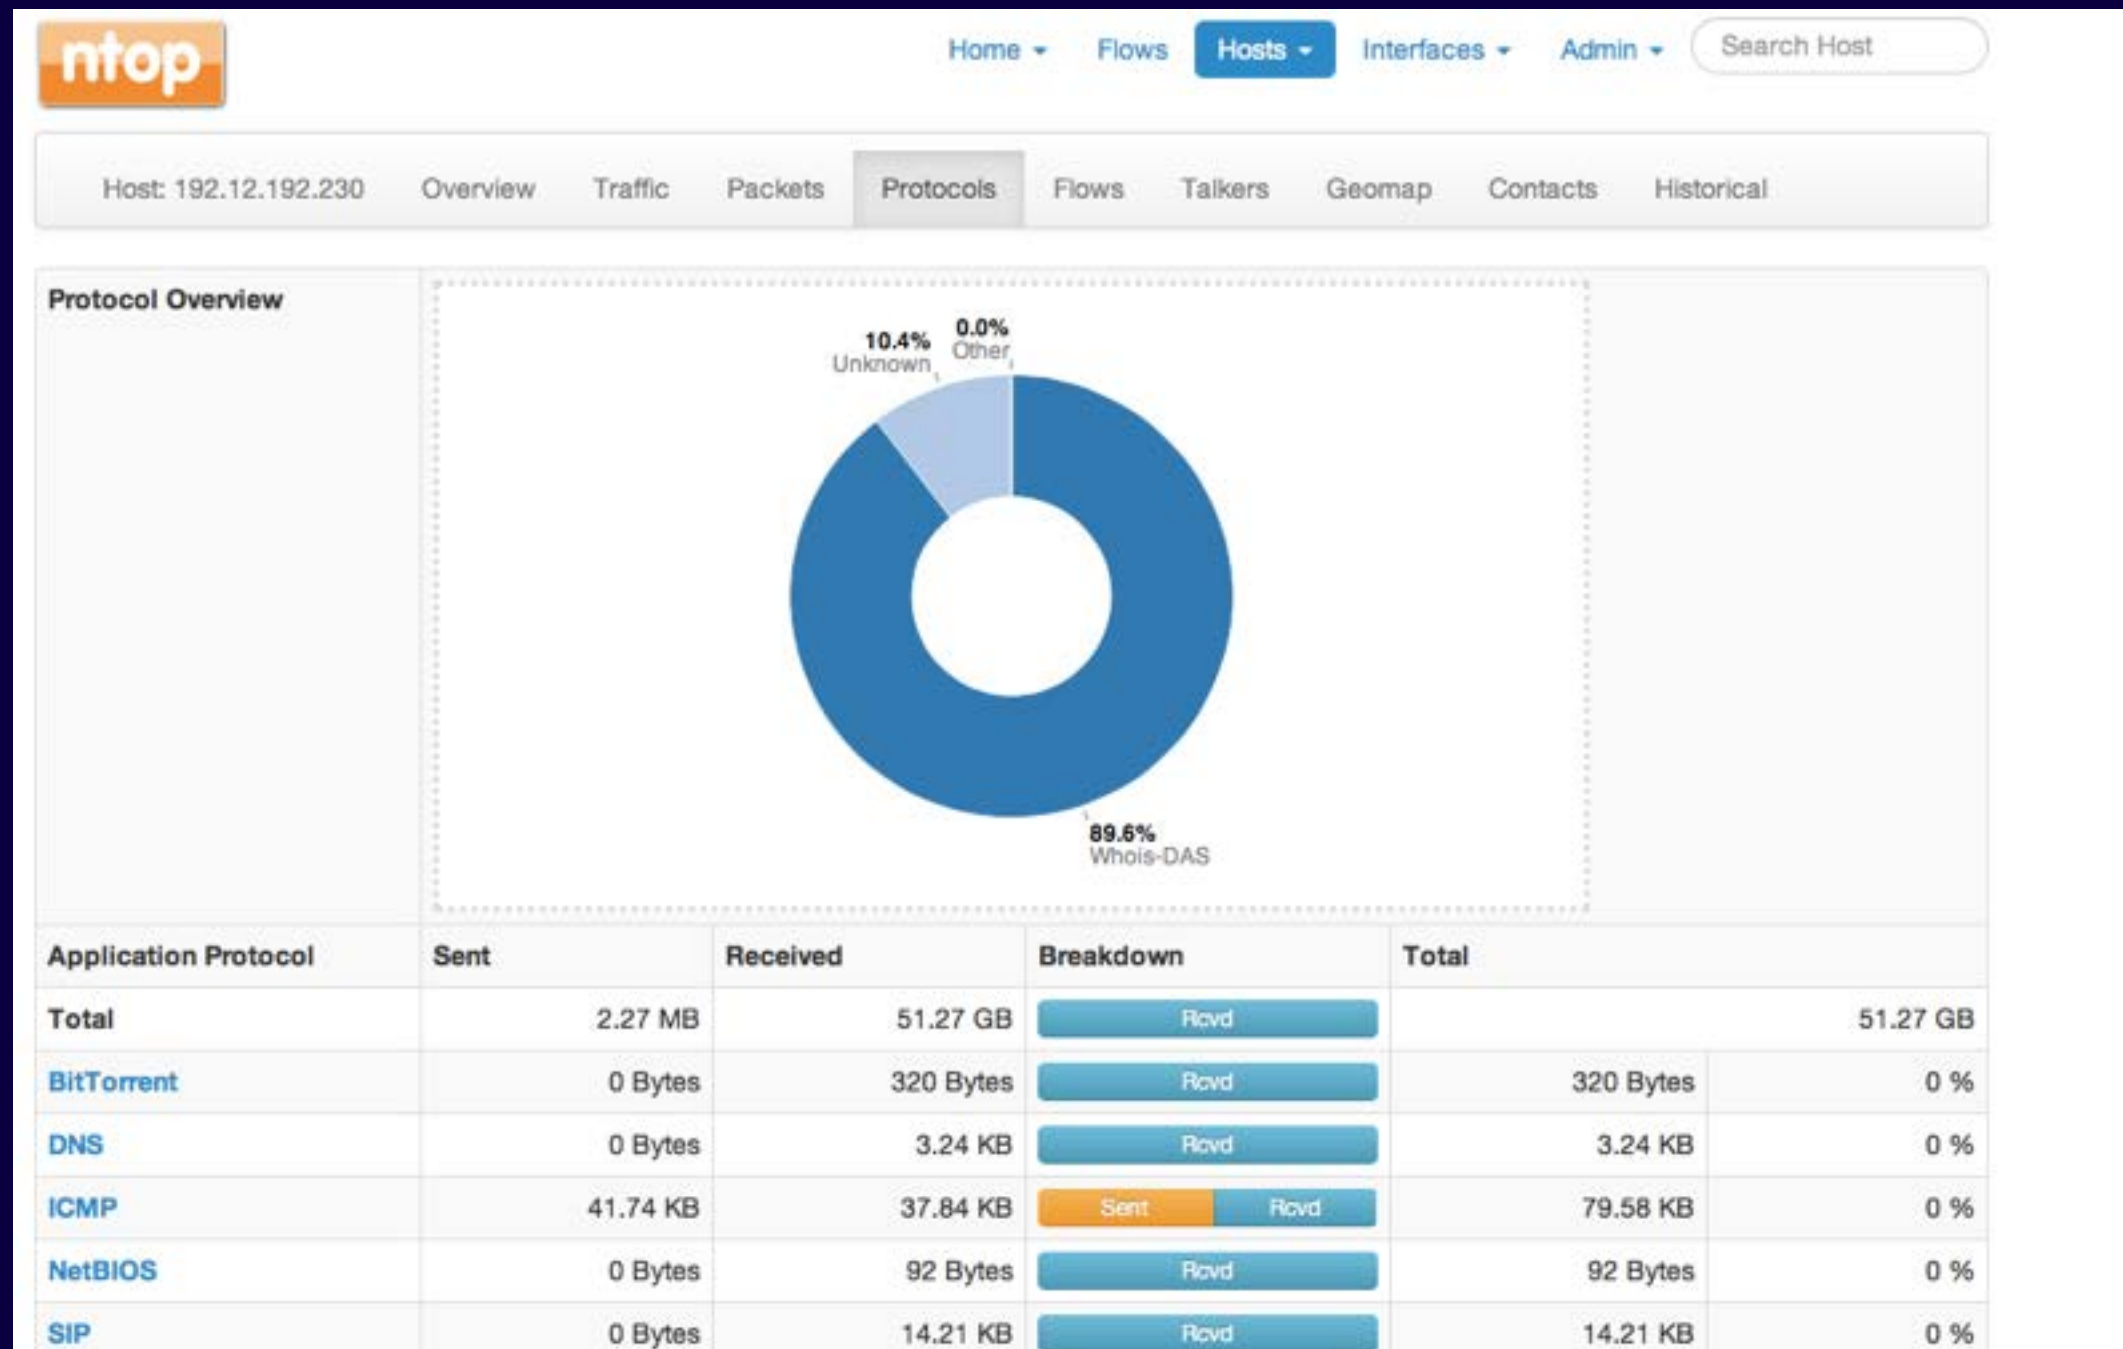 ntop
Home Flows Hosts Interfaces Admin Search Host
Host: 192.12.192.230 Overview Traffic Packets Protocols Flows Talkers Geomap Contacts Historical
Protocol Overview
10.4% 0.0%
Unknown Other
89.6%
Whois-DAS
Application Protocol Sent Received Breakdown Total
Total 2.27 MB 51.27 GB Rcvd 51.27 GB
BitTorrent 0 Bytes 320 Bytes Rcvd 320 Bytes 0 %
DNS 0 Bytes 3.24 KB Rcvd 3.24 KB 0 %
ICMP 41.74 KB 37.84 KB Sent Rcvd 79.58 KB 0 %
NetBIOS 0 Bytes 92 Bytes Rcvd 92 Bytes 0 %
SIP 0 Bytes 14.21 KB Rcvd 14.21 KB 0 %